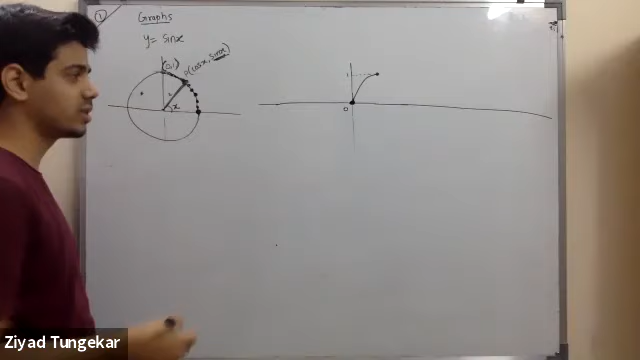 1
Graphs
y = sinx
(0,1)
P(cosx, sinx)
x
1
0
Ziyad Tungekar